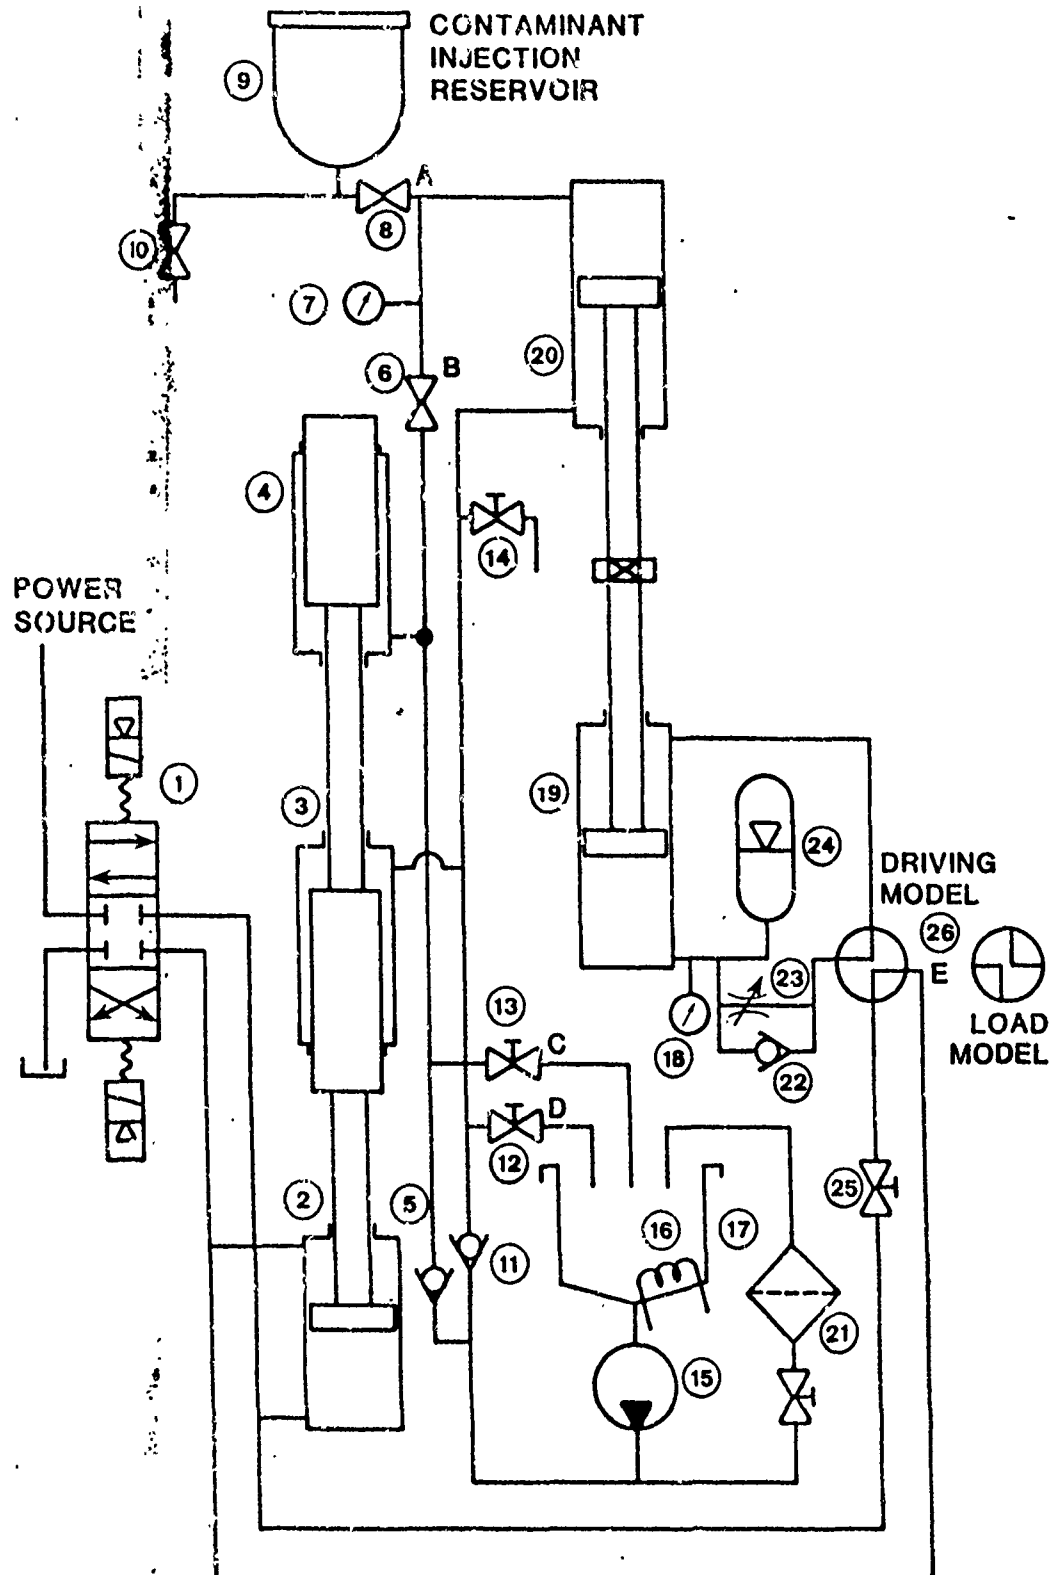 CONTAMINANT
INJECTION
RESERVOIR
9
A
8
10
7
20
6
B
4
14
POWER
SOURCE
1
3
19
24
DRIVING
MODEL
26
23
E
13
LOAD
MODEL
C
18
22
D
12
2
5
25
16
17
11
21
15